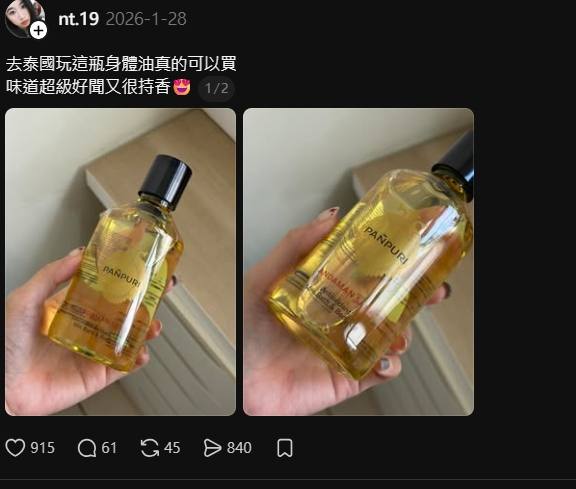 nt.19 2026-1-28
去泰國玩這瓶身體油真的可以買
味道超級好聞又很持香😍 1/2
PAÑPURI
PAÑPURI
ANDAMAN
915 61 45 840